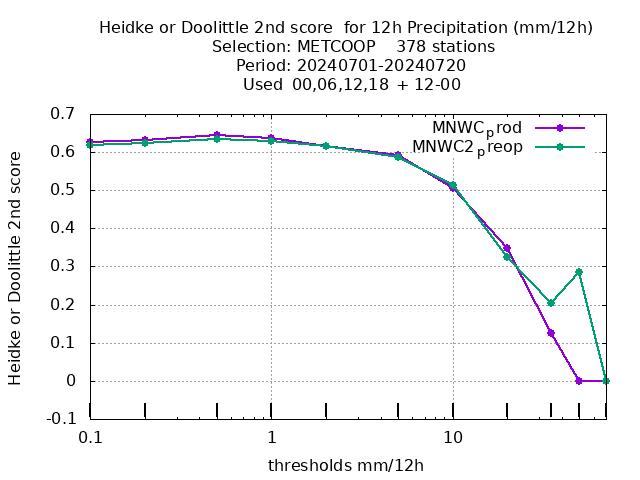 Heidke or Doolittle 2nd score  for 12h Precipitation (mm/12h)
Selection: METCOOP    378 stations
Period: 20240701-20240720
Used  00,06,12,18 + 12-00
0.7
0.6
0.5
0.4
0.3
0.2
0.1
0
-0.1
Heidke or Doolittle 2nd score
MNWCprod
MNWC2preop
0.1
1
10
thresholds mm/12h